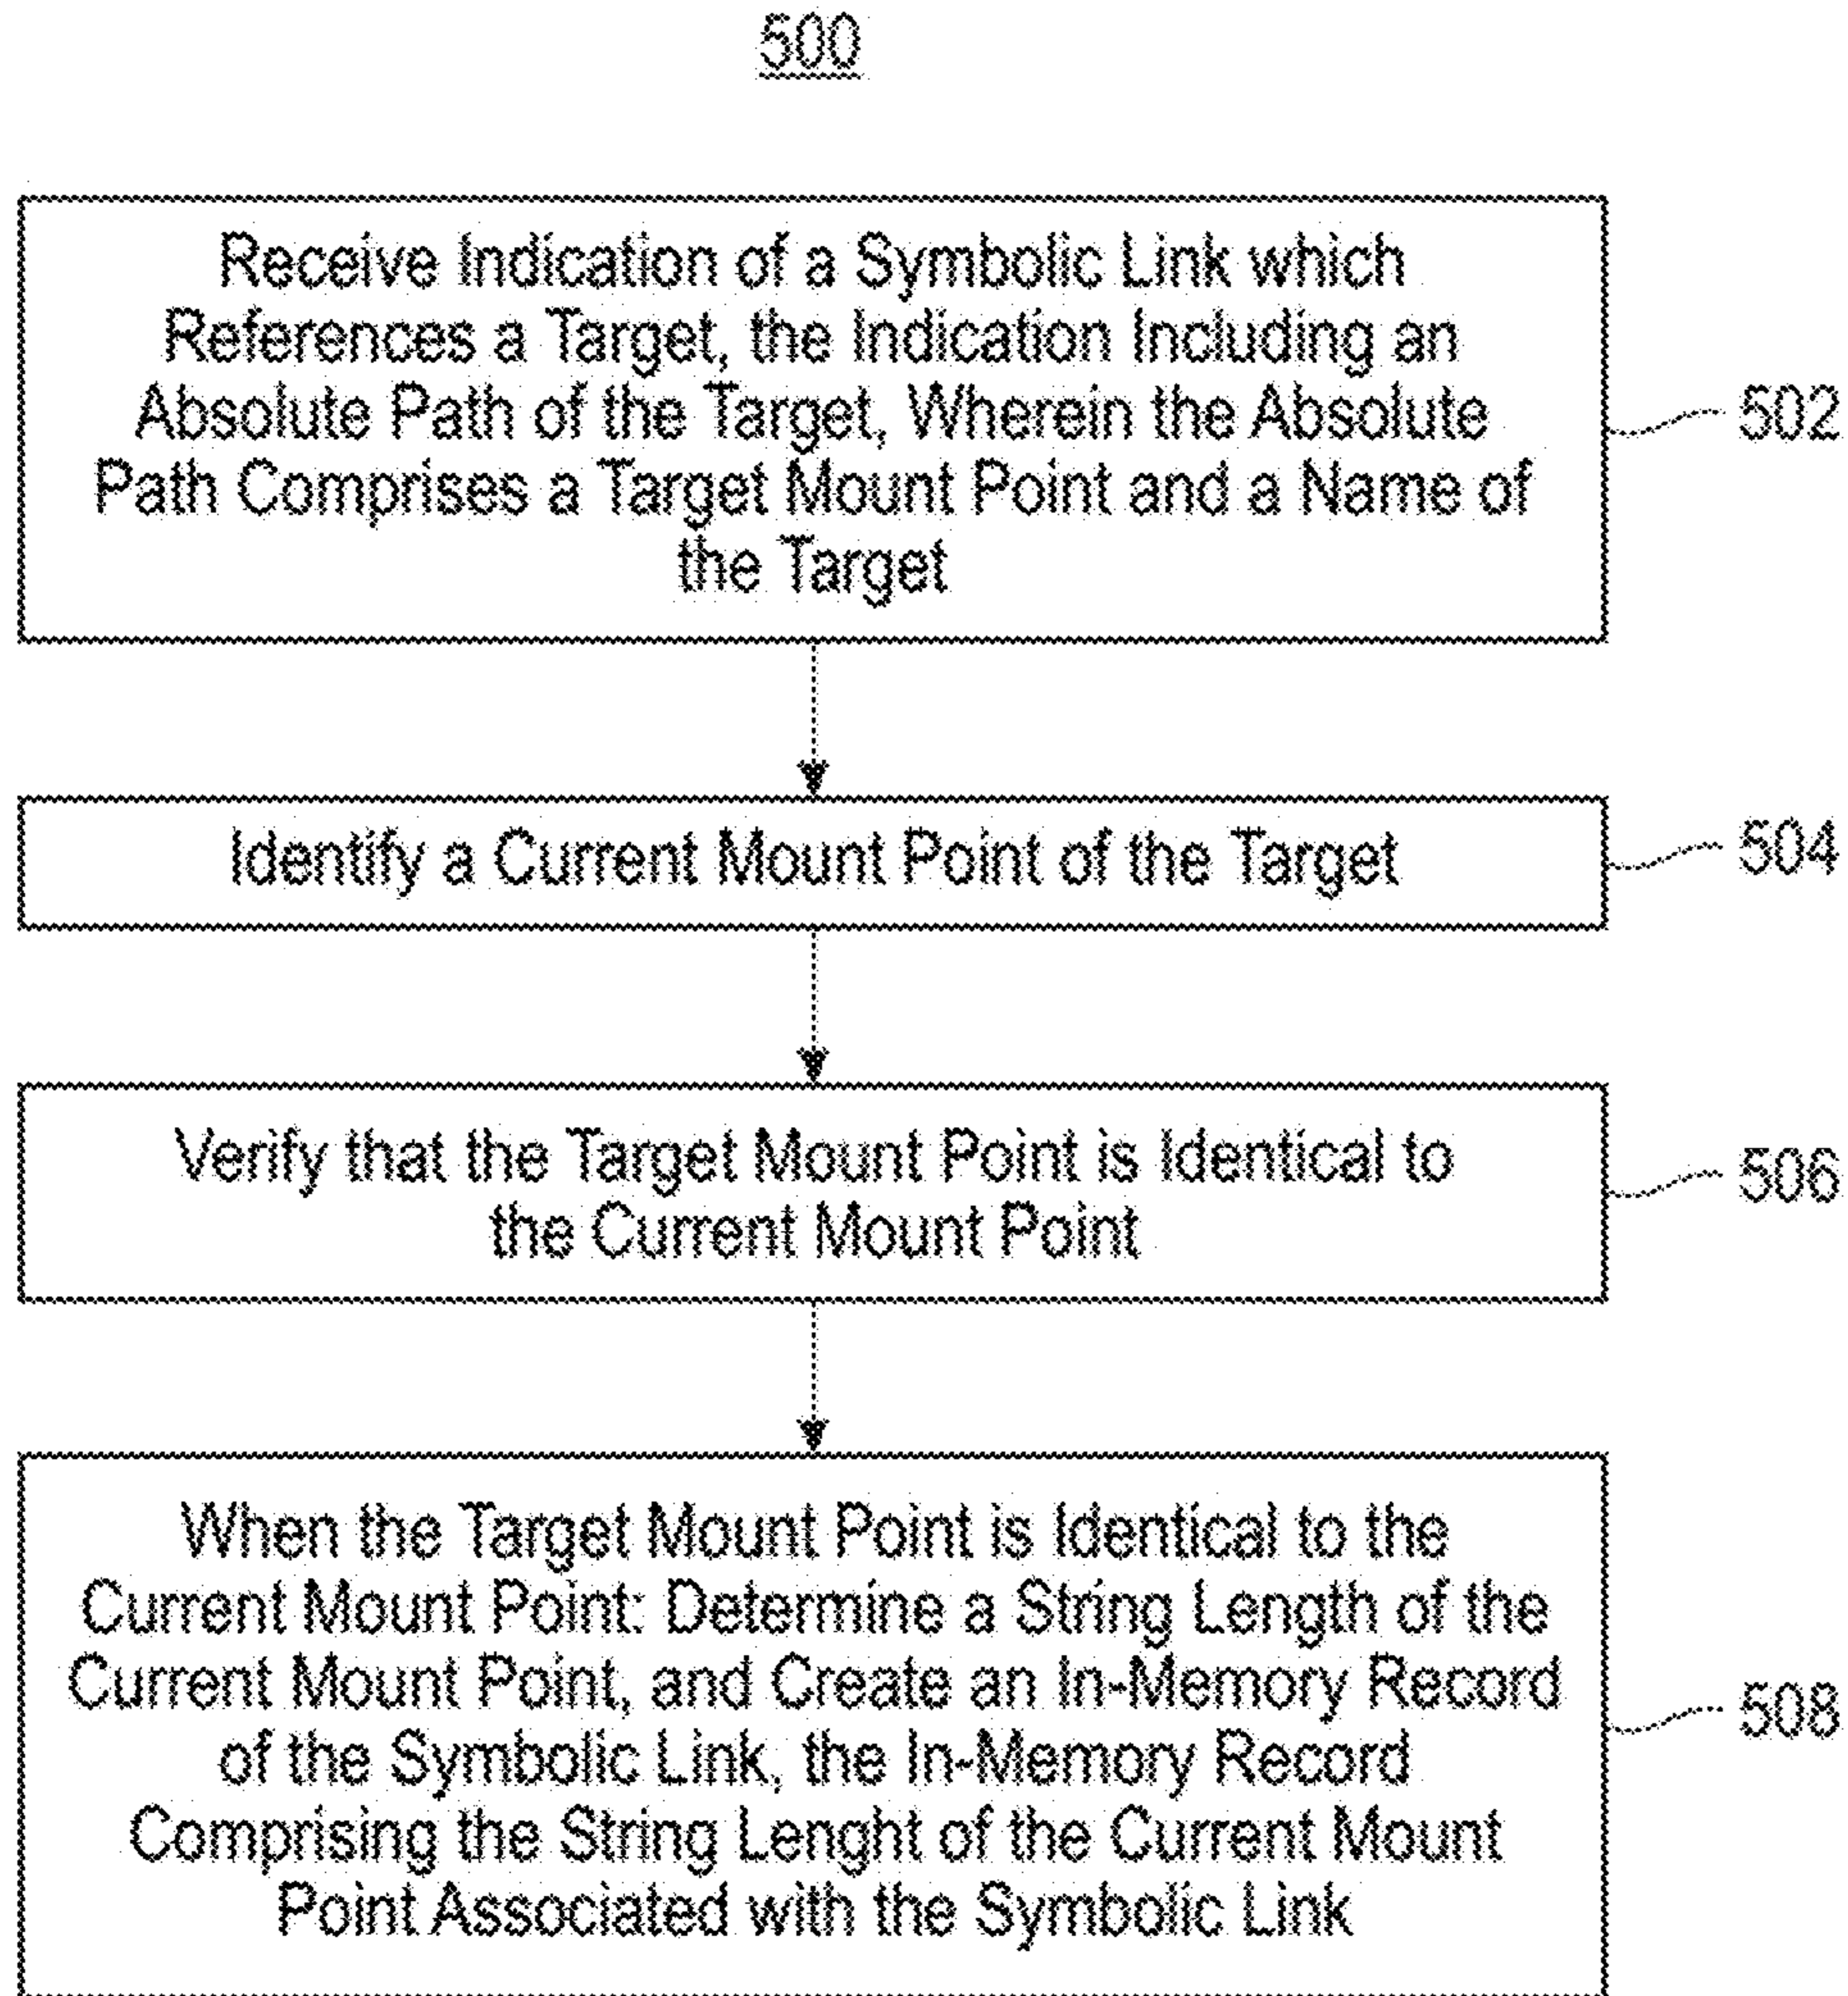 500
Receive Indication of a Symbolic Link which
References a Target, the Indication Including an
Absolute Path of the Target, Wherein the Absolute
Path Comprises a Target Mount Point and a Name of
the Target
502
Identify a Current Mount Point of the Target
504
Verify that the Target Mount Point is Identical to
the Current Mount Point
506
When the Target Mount Point is Identical to the
Current Mount Point: Determine a String Length of the
Current Mount Point, and Create an In-Memory Record
of the Symbolic Link, the In-Memory Record
Comprising the String Lenght of the Current Mount
Point Associated with the Symbolic Link
508